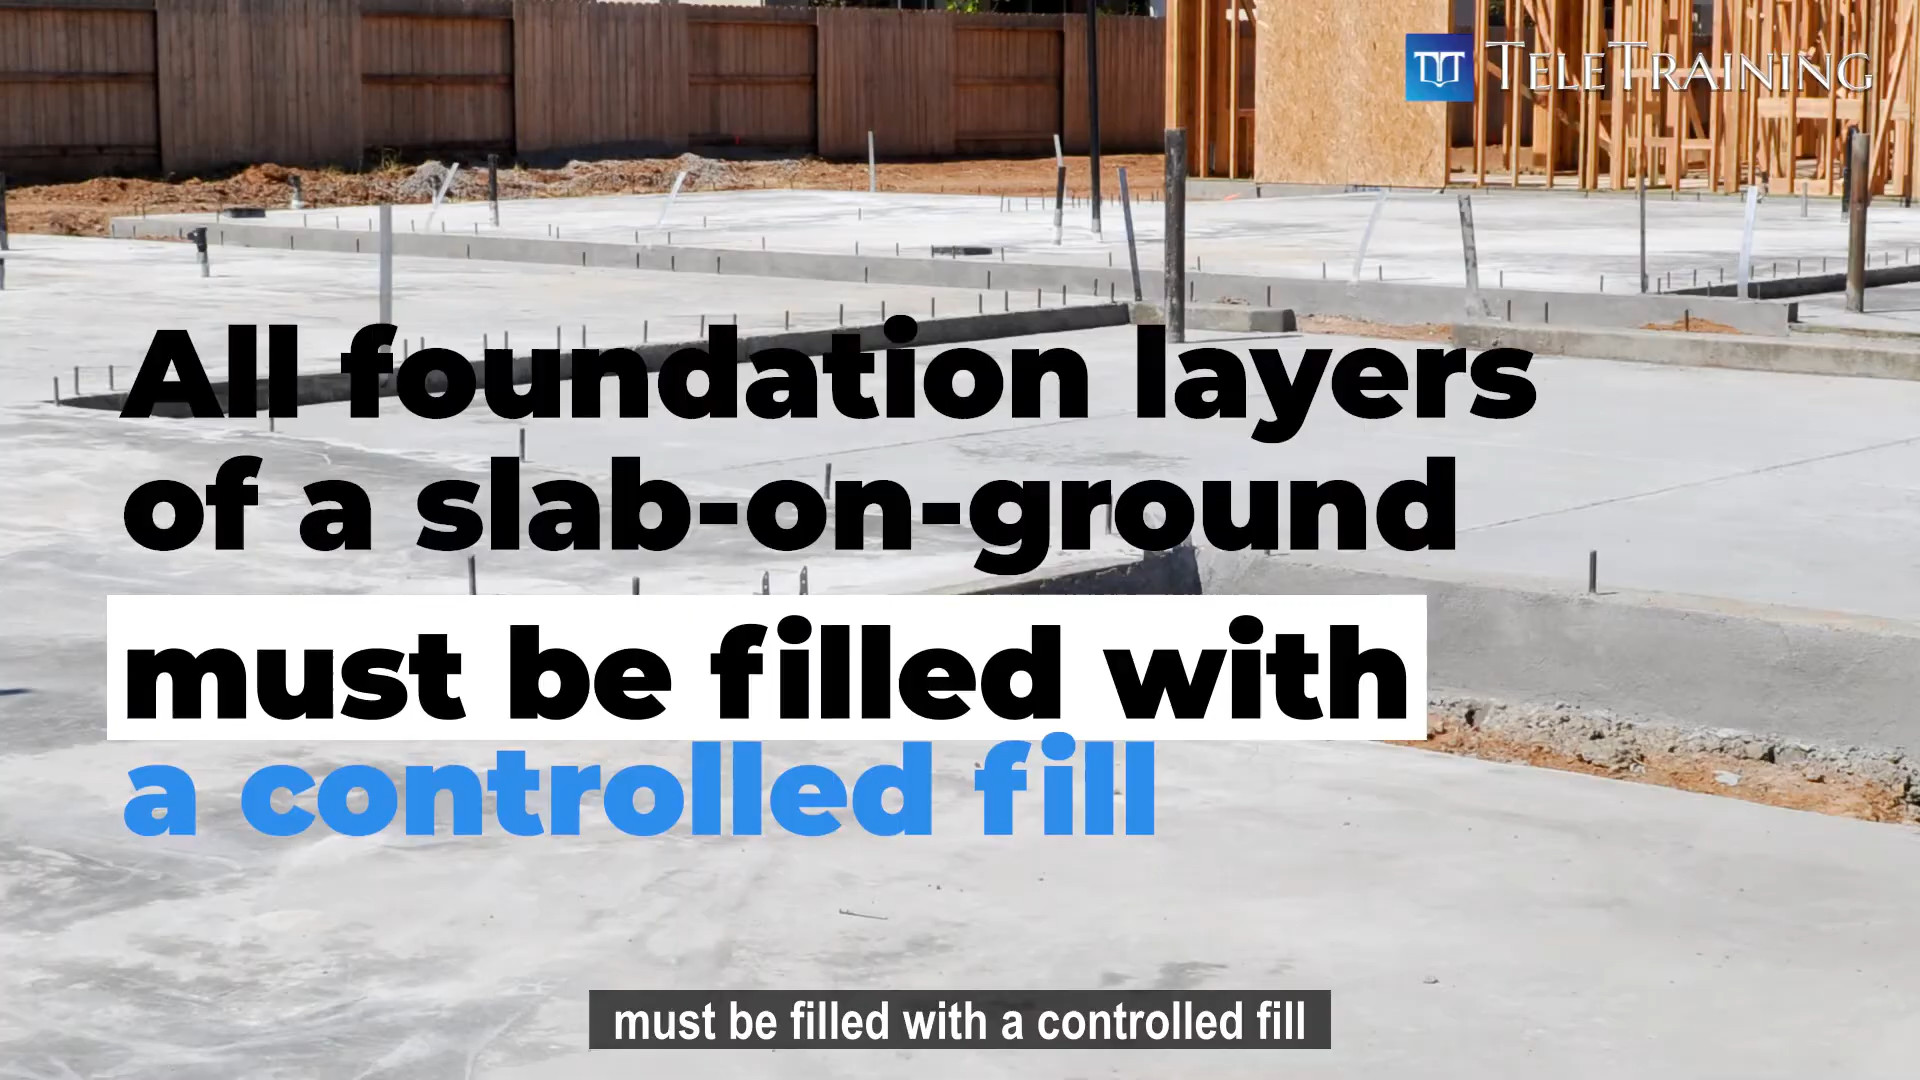 TT TELETRAINING
All foundation layers
of a slab-on-ground
must be filled with
a controlled fill
must be filled with a controlled fill